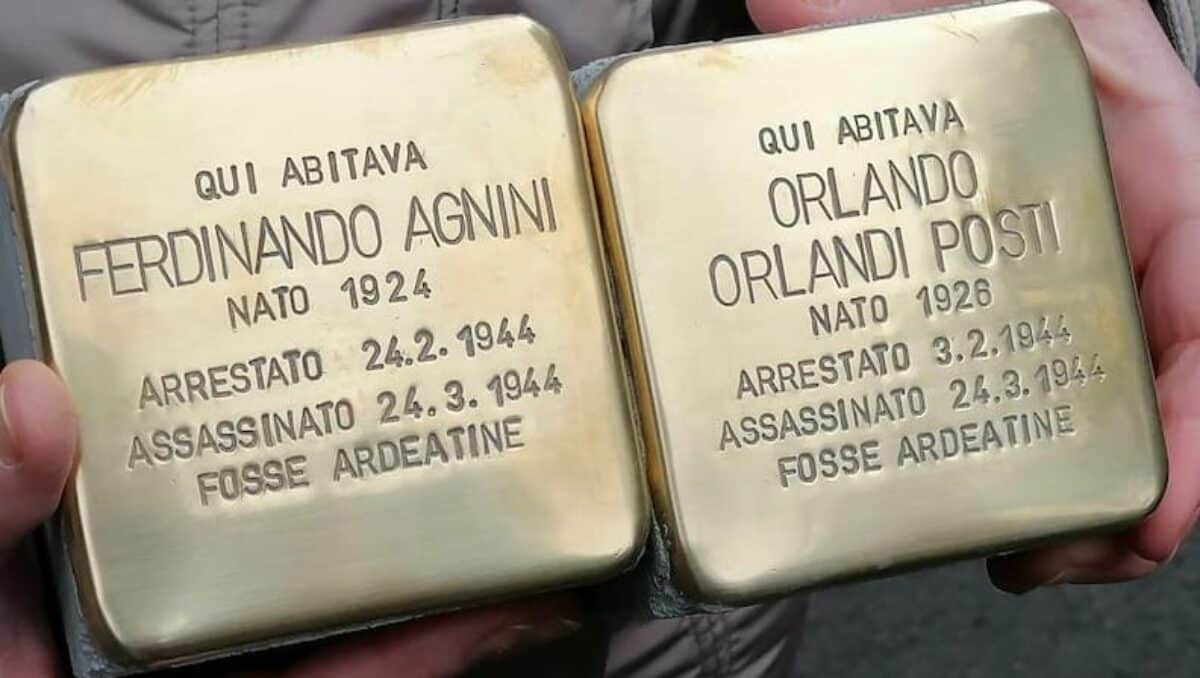 QUI ABITAVA
FERDINANDO AGNINI
NATO 1924
ARRESTATO 24.2.1944
ASSASSINATO 24.3.1944
FOSSE ARDEATINE
QUI ABITAVA
ORLANDO
ORLANDI POSTI
NATO 1926
ARRESTATO 3.2.1944
ASSASSINATO 24.3.1944
FOSSE ARDEATINE